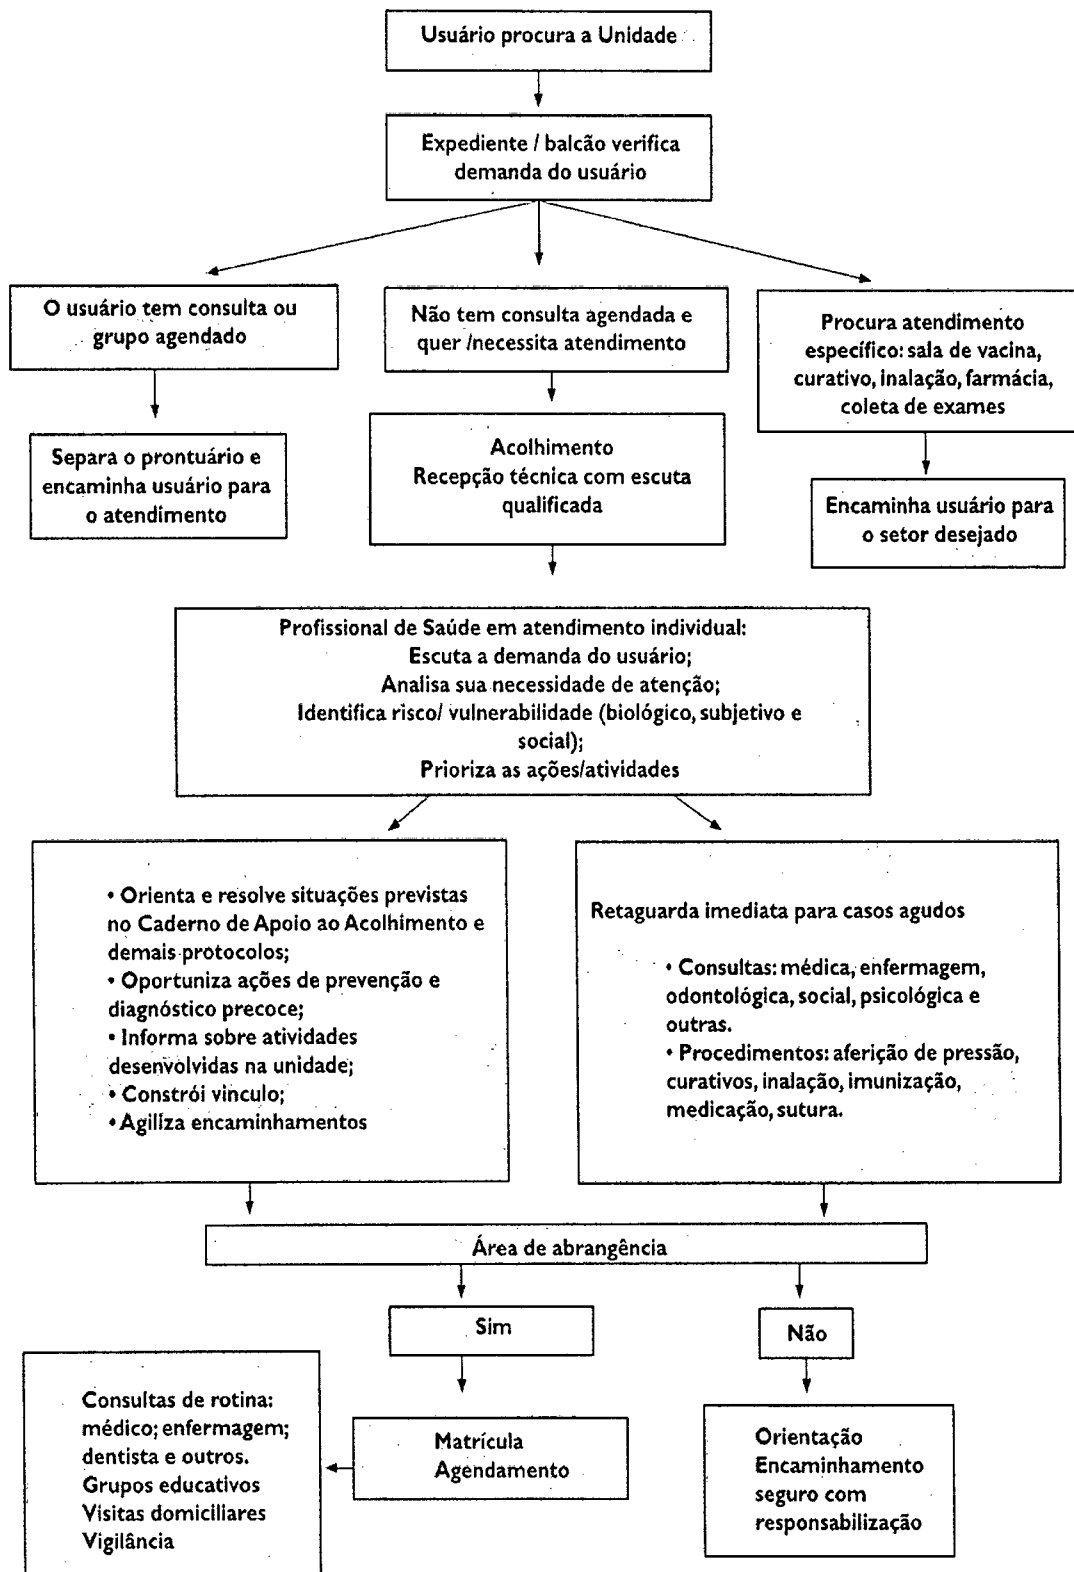 Usuário procura a Unidade
Expediente / balcão verifica
demanda do usuário
O usuário tem consulta ou
grupo agendado
Não tem consulta agendada e
quer /necessita atendimento
Procura atendimento
específico: sala de vacina,
curativo, inalação, farmácia,
coleta de exames
Separa o prontuário e
encaminha usuário para
o atendimento
Acolhimento
Recepção técnica com escuta
qualificada
Encaminha usuário para
o setor desejado
Profissional de Saúde em atendimento individual:
Escuta a demanda do usuário;
Analisa sua necessidade de atenção;
Identifica risco/ vulnerabilidade (biológico, subjetivo e
social);
Prioriza as ações/atividades
• Orienta e resolve situações previstas
no Caderno de Apoio ao Acolhimento e
demais protocolos;
• Oportuniza ações de prevenção e
diagnóstico precoce;
• Informa sobre atividades
desenvolvidas na unidade;
• Constrói vinculo;
• Agiliza encaminhamentos
Retaguarda imediata para casos agudos
• Consultas: médica, enfermagem,
odontológica, social, psicológica e
outras.
• Procedimentos: aferição de pressão,
curativos, inalação, imunização,
medicação, sutura.
Área de abrangência
Sim
Não
Consultas de rotina:
médico; enfermagem;
dentista e outros.
Grupos educativos
Visitas domiciliares
Vigilância
Matrícula
Agendamento
Orientação
Encaminhamento
seguro com
responsabilização